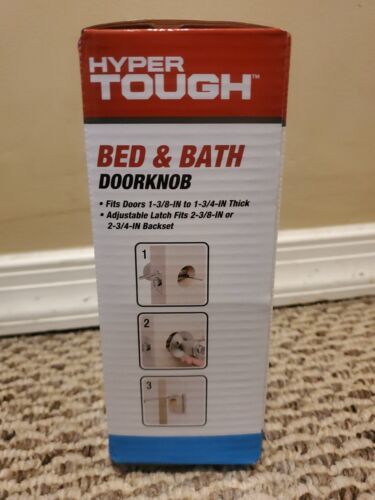 HYPER
TOUGH™
BED & BATH
DOORKNOB
• Fits Doors 1-3/8-IN to 1-3/4-IN Thick
• Adjustable Latch Fits 2-3/8-IN or
2-3/4-IN Backset
1
2
3